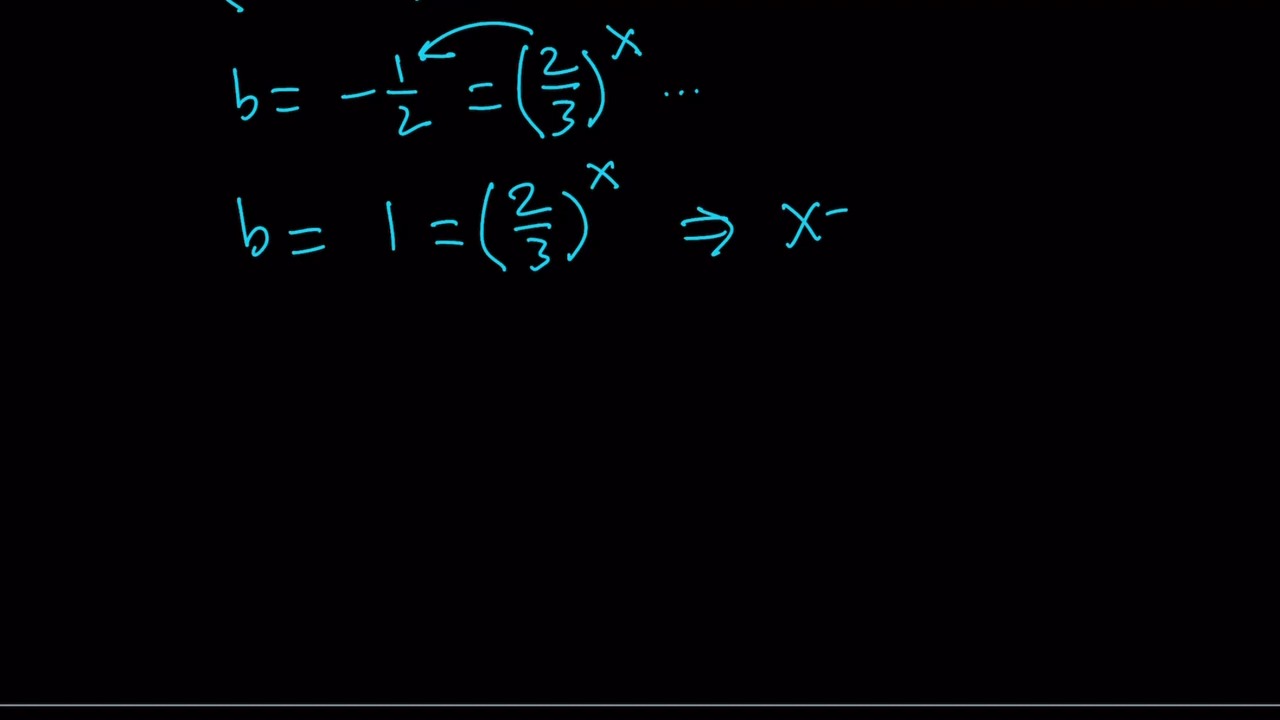 b = -1/2 = (2/3)^x ...
b = 1 = (2/3)^x ⇒ x-